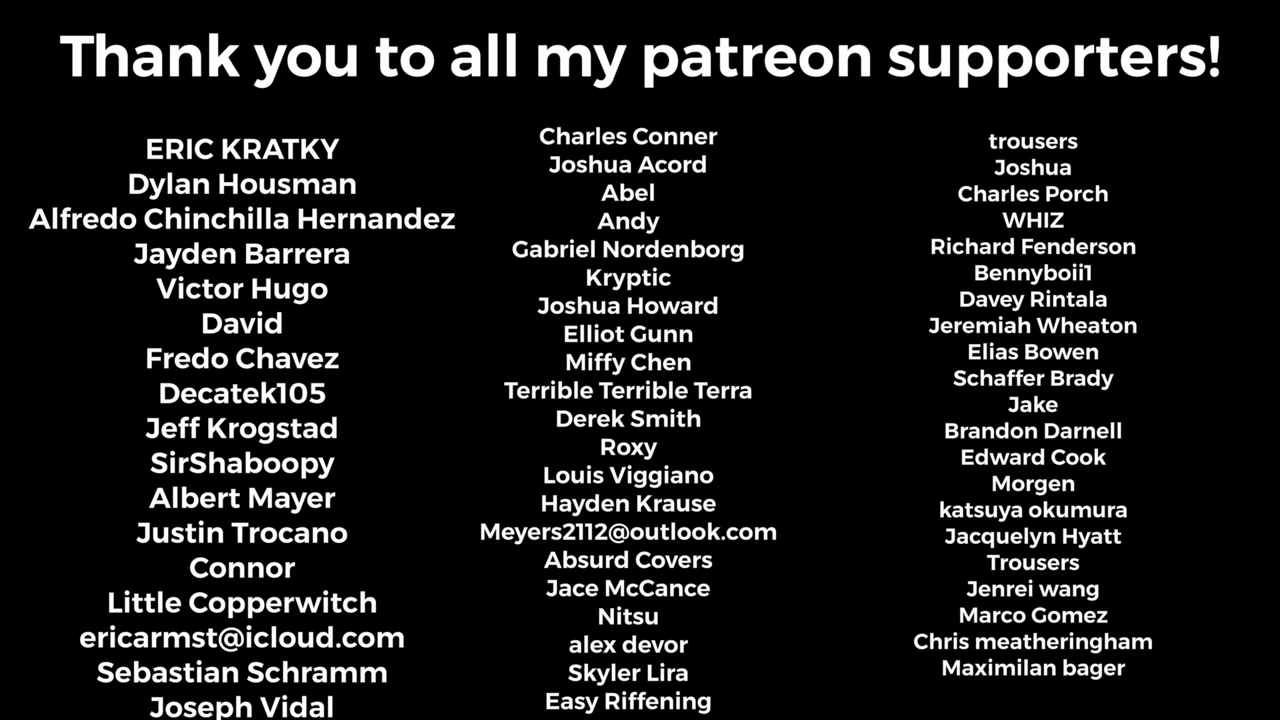 Thank you to all my patreon supporters!
ERIC KRATKY
Dylan Housman
Alfredo Chinchilla Hernandez
Jayden Barrera
Victor Hugo
David
Fredo Chavez
Decatek105
Jeff Krogstad
SirShaboopy
Albert Mayer
Justin Trocano
Connor
Little Copperwitch
ericarmst@icloud.com
Sebastian Schramm
Joseph Vidal
Charles Conner
Joshua Acord
Abel
Andy
Gabriel Nordenborg
Kryptic
Joshua Howard
Elliot Gunn
Miffy Chen
Terrible Terrible Terra
Derek Smith
Roxy
Louis Viggiano
Hayden Krause
Meyers2112@outlook.com
Absurd Covers
Jace McCance
Nitsu
alex devor
Skyler Lira
Easy Riffening
trousers
Joshua
Charles Porch
WHIZ
Richard Fenderson
Bennyboii1
Davey Rintala
Jeremiah Wheaton
Elias Bowen
Schaffer Brady
Jake
Brandon Darnell
Edward Cook
Morgen
katsuya okumura
Jacquelyn Hyatt
Trousers
Jenrei wang
Marco Gomez
Chris meatheringham
Maximilan bager